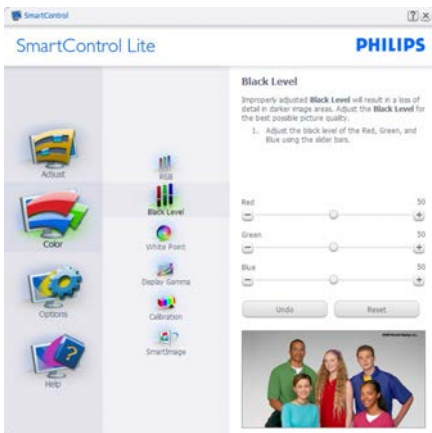 SmartControl
SmartControl Lite
PHILIPS
Adjust
Color
Options
Help
RGB
Black Level
White Point
Display Gamma
Calibration
SmartImage
Black Level
Improperly adjusted Black Level will result in a loss of
detail in darker image areas. Adjust the Black Level for
the best possible picture quality.
1. Adjust the black level of the Red, Green, and
Blue using the slider bars.
Red 50
Green 50
Blue 50
Undo Reset